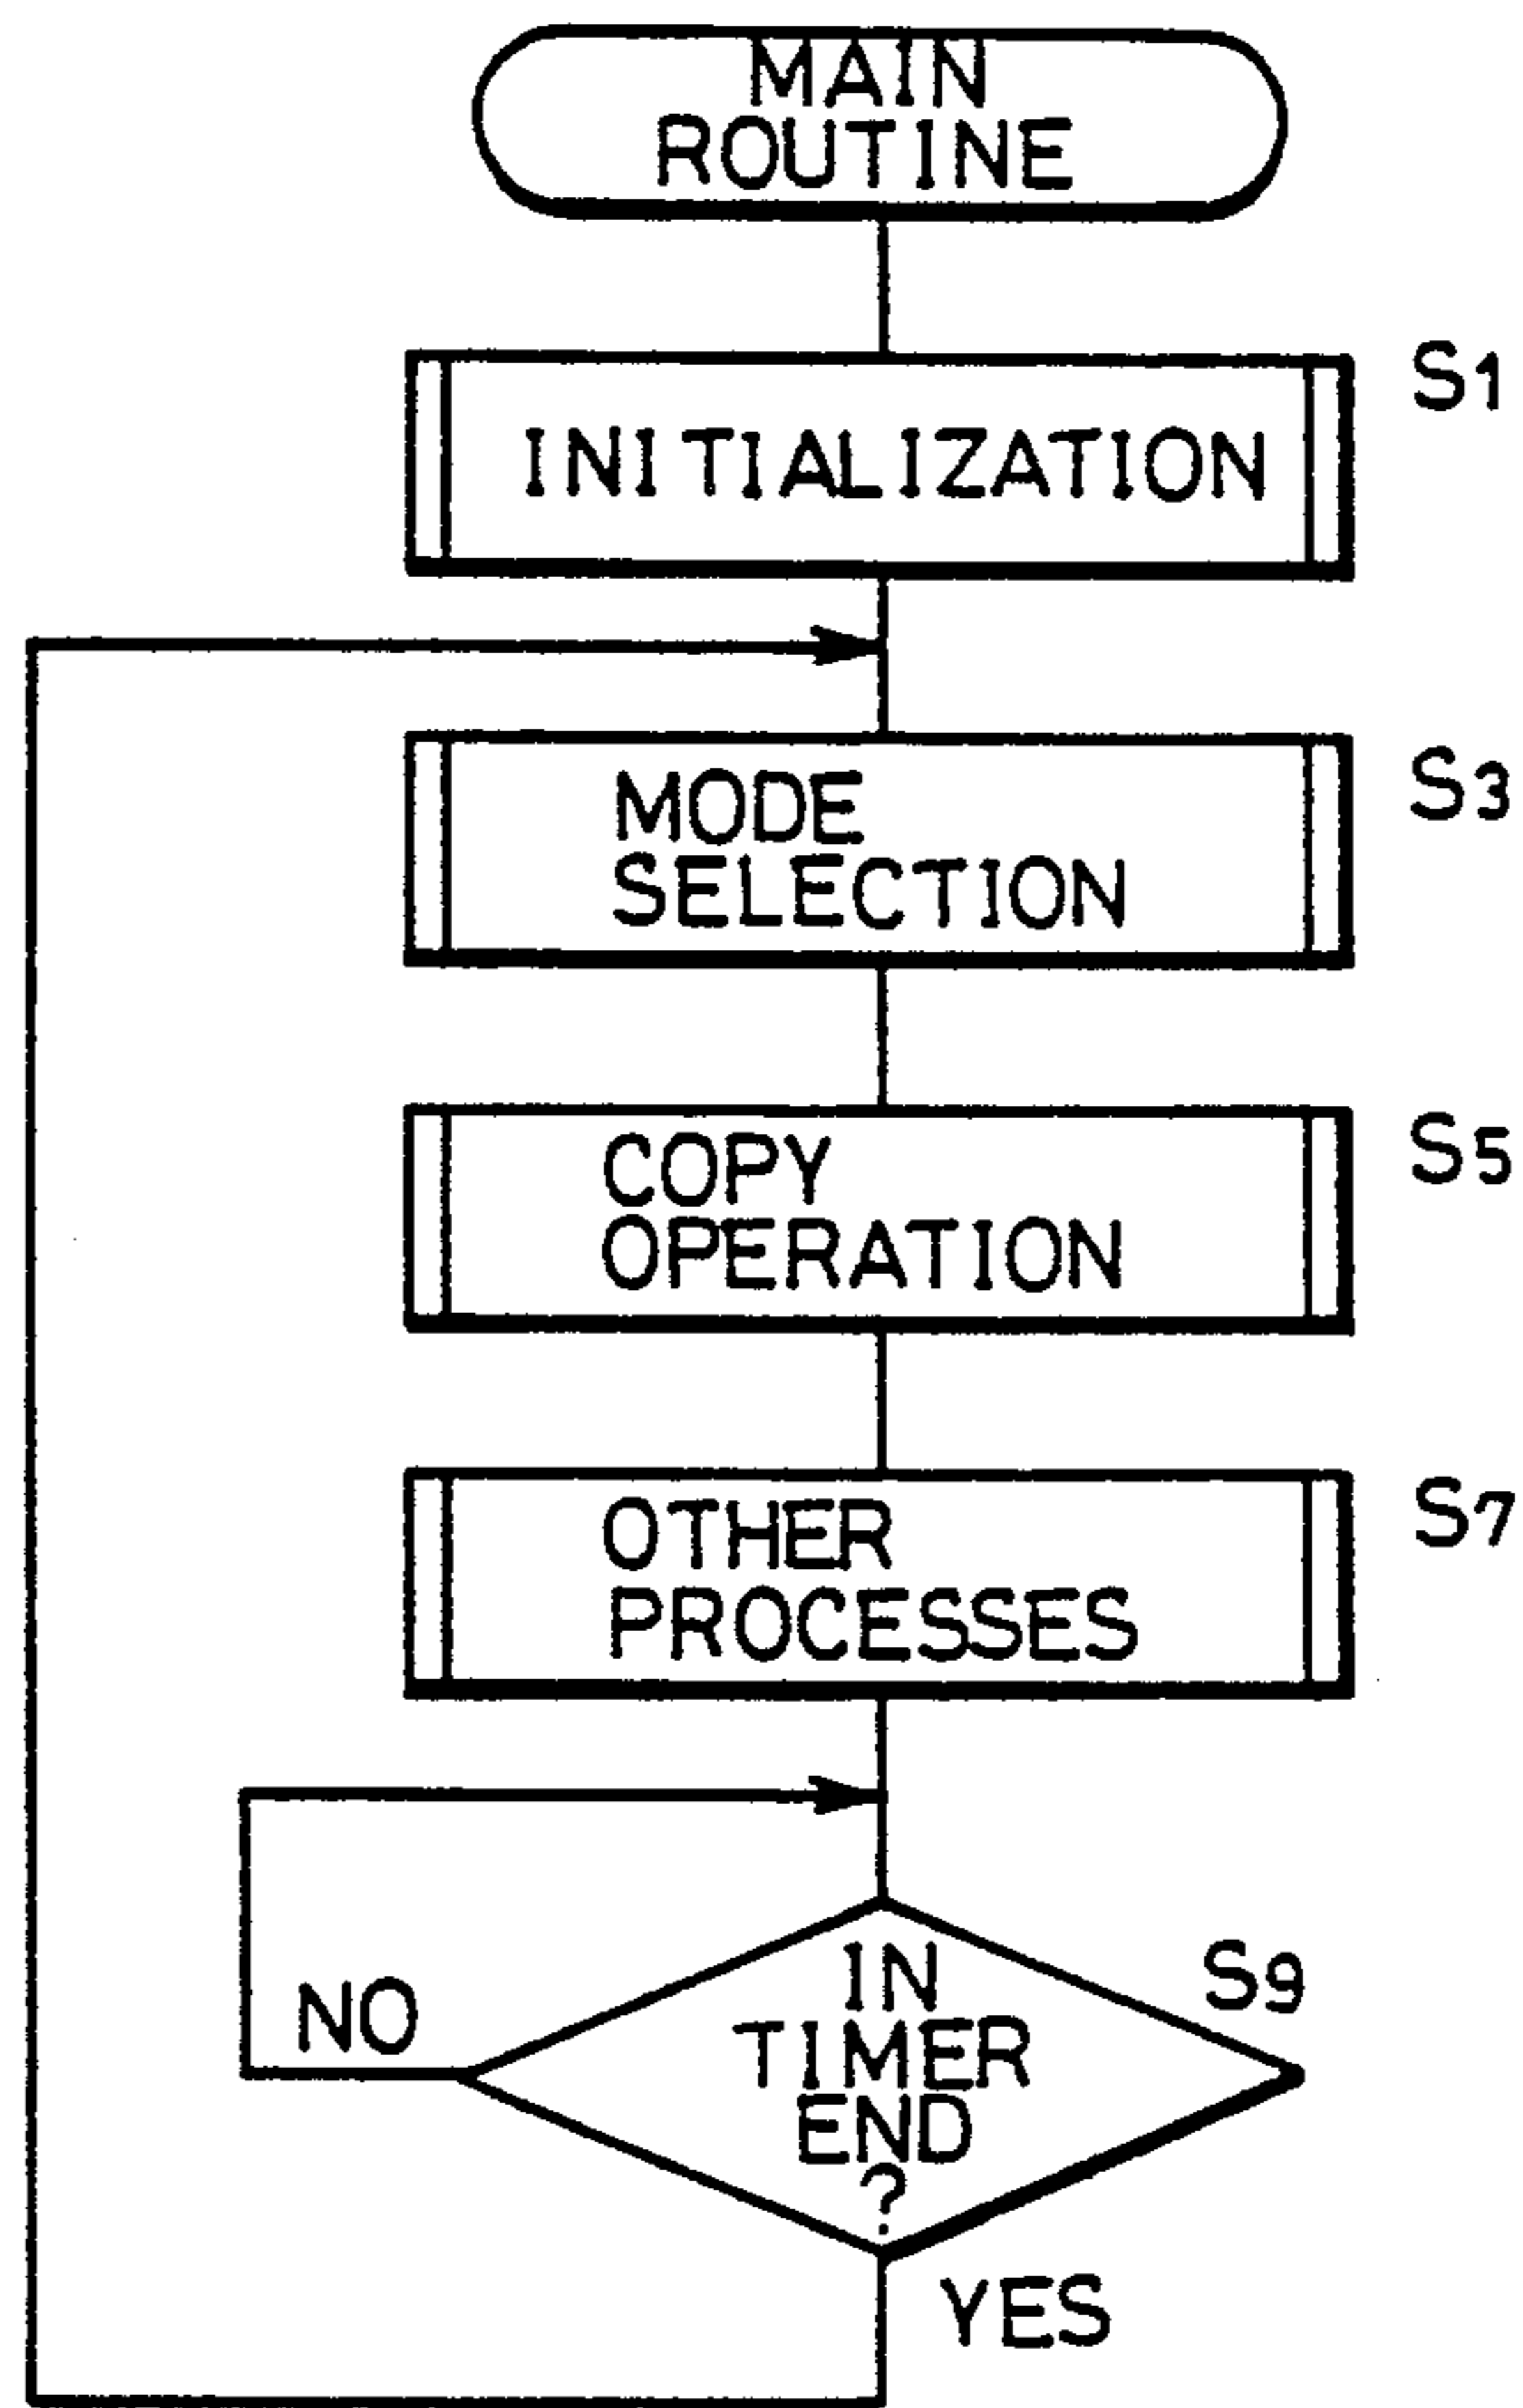 MAIN
ROUTINE
S1
INITIALIZATION
S3
MODE
SELECTION
S5
COPY
OPERATION
S7
OTHER
PROCESSES
S9
IN
TIMER
END
?
NO
YES